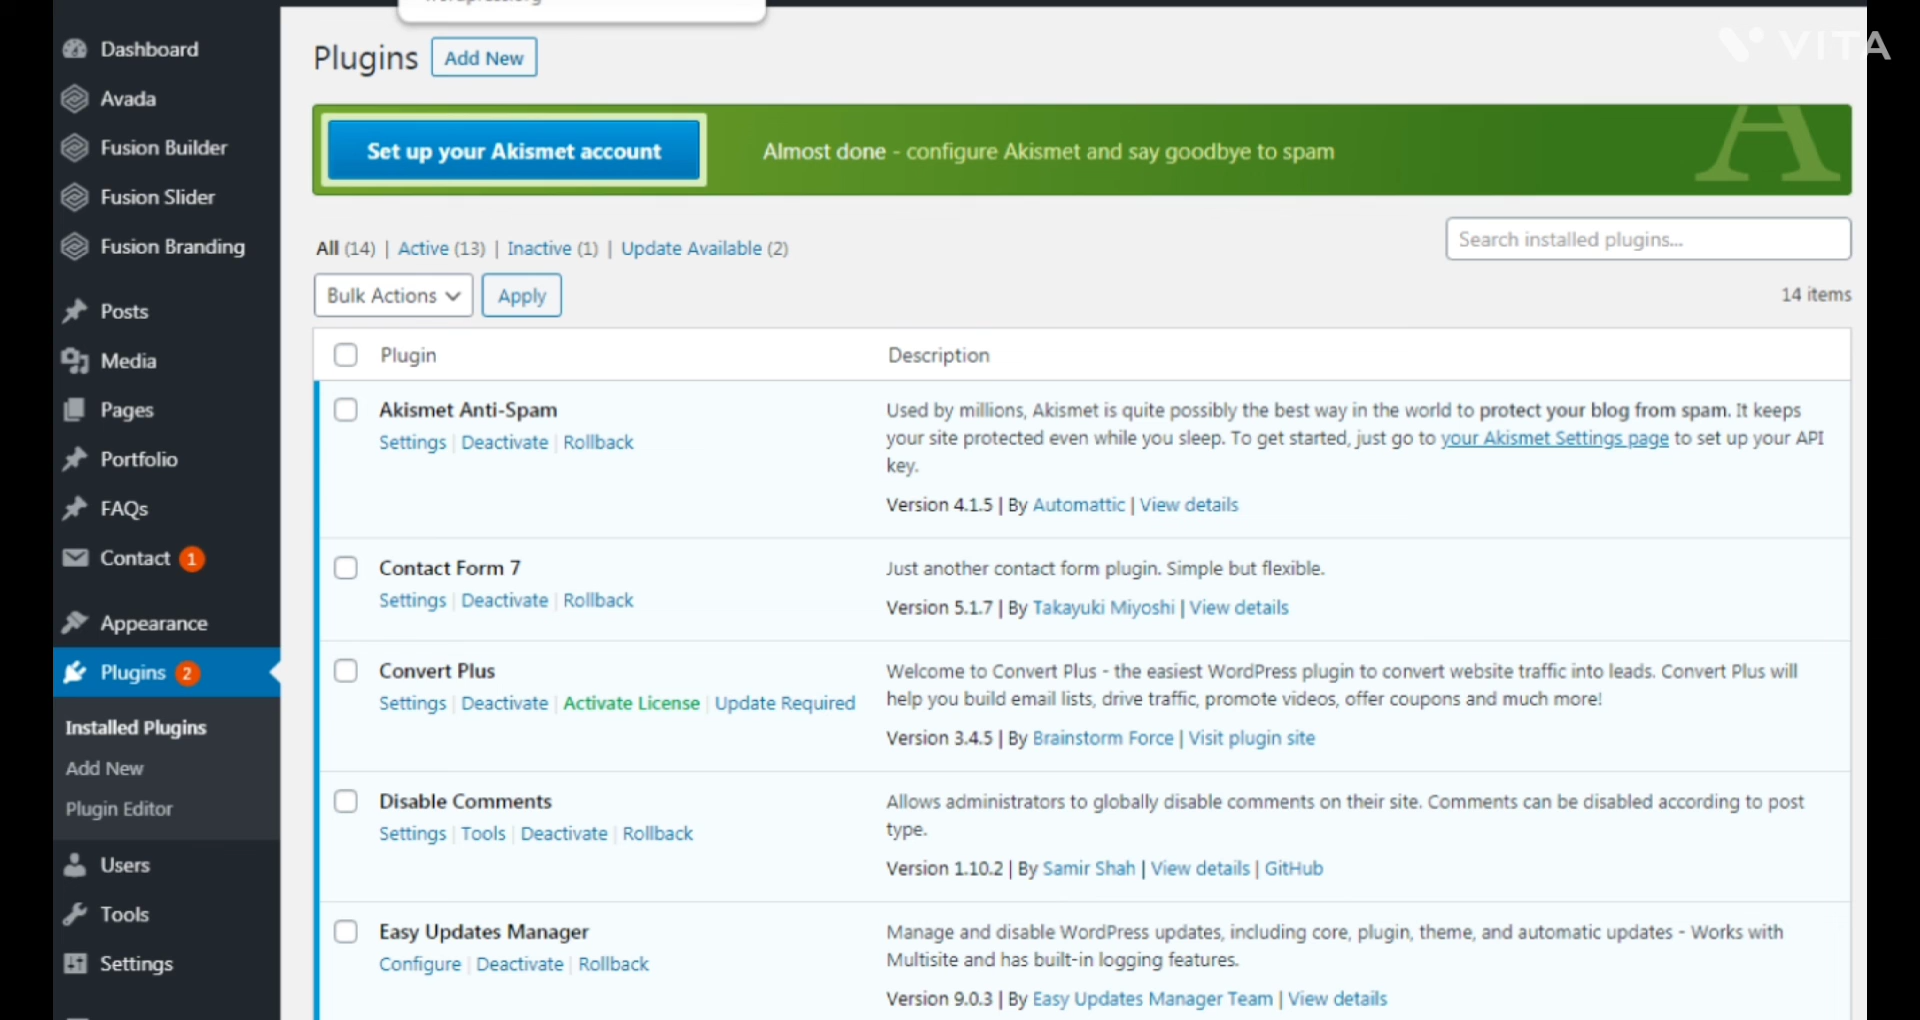 Dashboard
Avada
Fusion Builder
Fusion Slider
Fusion Branding
Posts
Media
Pages
Portfolio
FAQs
Contact 1
Appearance
Plugins 2
Installed Plugins
Add New
Plugin Editor
Users
Tools
Settings
VITA
Plugins Add New
Set up your Akismet account
Almost done - configure Akismet and say goodbye to spam
A
All (14) | Active (13) | Inactive (1) | Update Available (2)
Search installed plugins...
Bulk Actions Apply
14 items
Plugin Description
Akismet Anti-Spam
Settings | Deactivate | Rollback
Used by millions, Akismet is quite possibly the best way in the world to protect your blog from spam. It keeps
your site protected even while you sleep. To get started, just go to your Akismet Settings page to set up your API
key.
Version 4.1.5 | By Automattic | View details
Contact Form 7
Settings | Deactivate | Rollback
Just another contact form plugin. Simple but flexible.
Version 5.1.7 | By Takayuki Miyoshi | View details
Convert Plus
Settings | Deactivate | Activate License | Update Required
Welcome to Convert Plus - the easiest WordPress plugin to convert website traffic into leads. Convert Plus will
help you build email lists, drive traffic, promote videos, offer coupons and much more!
Version 3.4.5 | By Brainstorm Force | Visit plugin site
Disable Comments
Settings | Tools | Deactivate | Rollback
Allows administrators to globally disable comments on their site. Comments can be disabled according to post
type.
Version 1.10.2 | By Samir Shah | View details | GitHub
Easy Updates Manager
Configure | Deactivate | Rollback
Manage and disable WordPress updates, including core, plugin, theme, and automatic updates - Works with
Multisite and has built-in logging features.
Version 9.0.3 | By Easy Updates Manager Team | View details